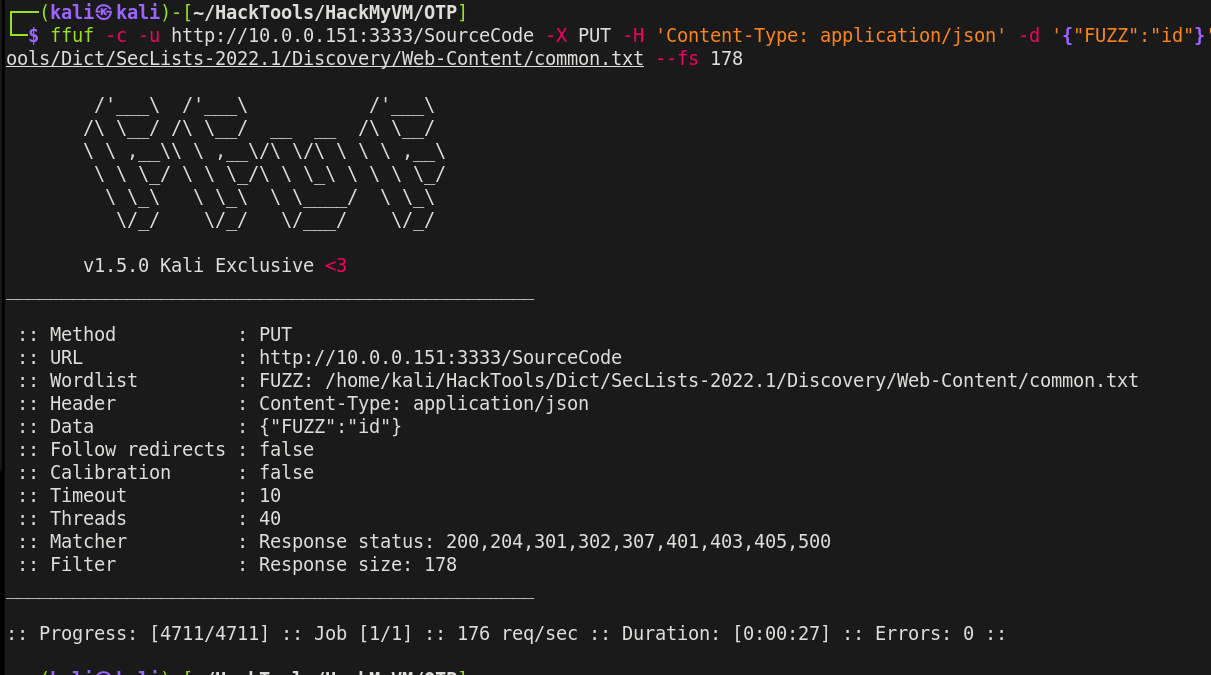 ┌──(kali㉿kali)-[~/HackTools/HackMyVM/OTP]
└─$ ffuf -c -u http://10.0.0.151:3333/SourceCode -X PUT -H 'Content-Type: application/json' -d '{"FUZZ":"id"}'
ools/Dict/SecLists-2022.1/Discovery/Web-Content/common.txt --fs 178

        /'___\  /'___\           /'___\
       /\ \__/ /\ \__/  __  __  /\ \__/
       \ \ ,__\\ \ ,__\/\ \/\ \ \ \ ,__\
        \ \ \_/ \ \ \_/\ \ \_\ \ \ \ \_/
         \ \_\   \ \_\  \ \____/  \ \_\
          \/_/    \/_/   \/___/    \/_/

       v1.5.0 Kali Exclusive <3
________________________________________________

 :: Method           : PUT
 :: URL              : http://10.0.0.151:3333/SourceCode
 :: Wordlist         : FUZZ: /home/kali/HackTools/Dict/SecLists-2022.1/Discovery/Web-Content/common.txt
 :: Header           : Content-Type: application/json
 :: Data             : {"FUZZ":"id"}
 :: Follow redirects : false
 :: Calibration      : false
 :: Timeout          : 10
 :: Threads          : 40
 :: Matcher          : Response status: 200,204,301,302,307,401,403,405,500
 :: Filter           : Response size: 178
________________________________________________

:: Progress: [4711/4711] :: Job [1/1] :: 176 req/sec :: Duration: [0:00:27] :: Errors: 0 ::

(kali㉿kali)-[~/HackTools/HackMyVM/OTP]